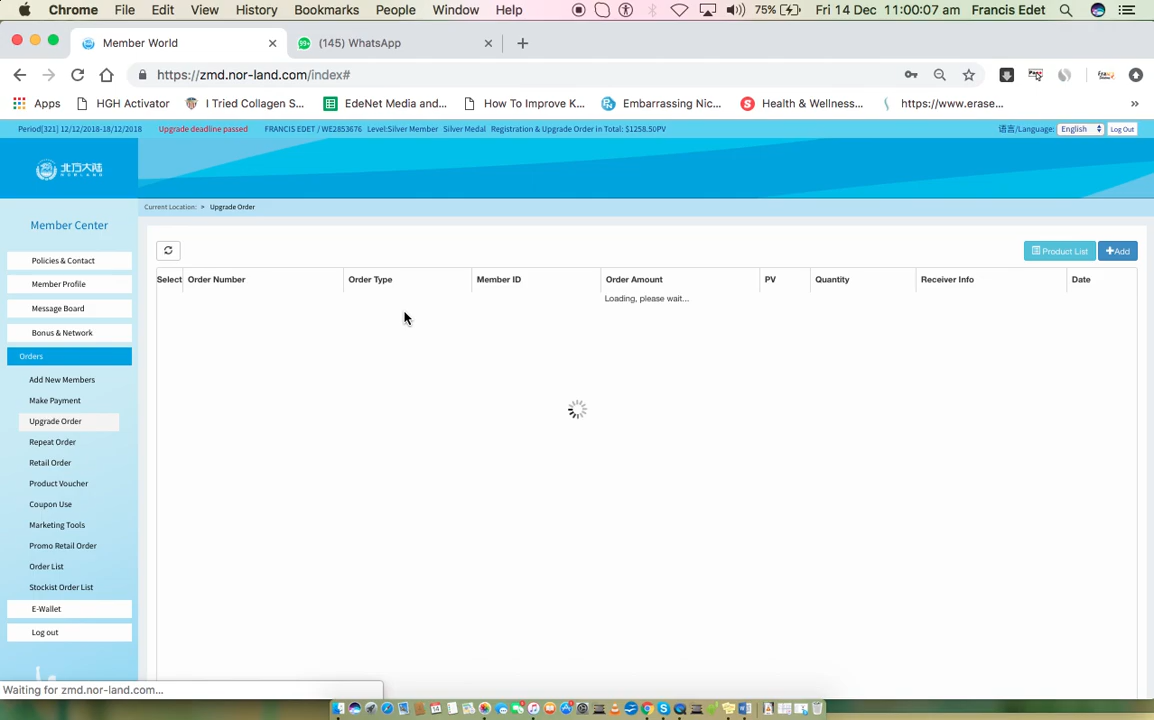 Chrome File Edit View History Bookmarks People Window Help 75% Fri 14 Dec 11:00:07 am Francis Edet
Member World (145) WhatsApp
https://zmd.nor-land.com/index#
Apps HGH Activator I Tried Collagen S... EdeNet Media and... How To Improve K... Embarrassing Nic... Health & Wellness... https://www.erase... »
Period[321] 12/12/2018-18/12/2018 Upgrade deadline passed FRANCIS EDET / WE2853676 Level:Silver Member Silver Medal Registration & Upgrade Order in Total: $1258.50PV 语言/Language: English Log Out
北方大陆
NORLAND
Current Location: > Upgrade Order
Member Center
Product List +Add
Policies & Contact
Select Order Number Order Type Member ID Order Amount PV Quantity Receiver Info Date
Member Profile
Loading, please wait...
Message Board
Bonus & Network
Orders
Add New Members
Make Payment
Upgrade Order
Repeat Order
Retail Order
Product Voucher
Coupon Use
Marketing Tools
Promo Retail Order
Order List
Stockist Order List
E-Wallet
Log out
Waiting for zmd.nor-land.com...